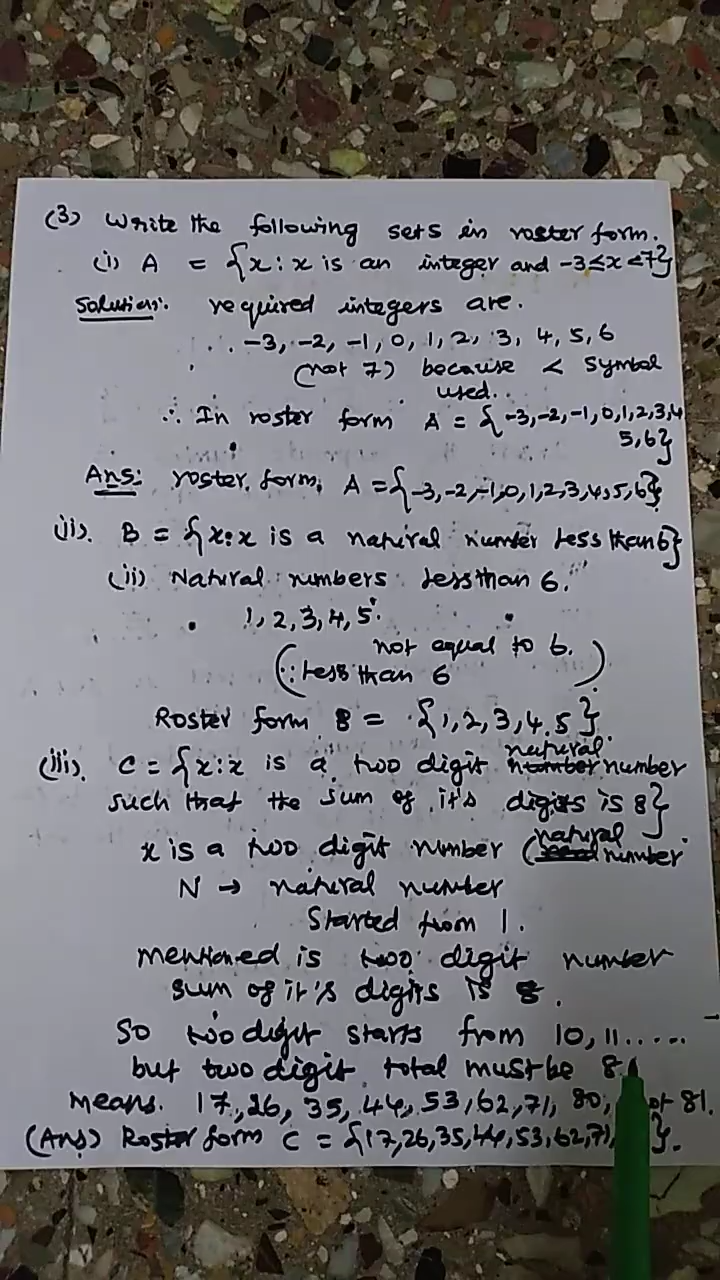 (3) Write the following sets in roster form.
(i) A = {x : x is an integer and -3≤x<7}
Solution:. required integers are.
-3, -2, -1, 0, 1, 2, 3, 4, 5, 6
(not 7) because < symbol
used..
∴ In roster form A = {-3,-2,-1,0,1,2,3,4
5,6}
Ans: roster form, A = {-3,-2,-1,0,1,2,3,4,5,6}
(ii). B = {x:x is a natural number less than 6}
(ii) Natural numbers less than 6.
1, 2, 3, 4, 5.
not equal to 6.
(∵ Less than 6 )
Roster form B = {1,2,3,4,5}
natural
(iii). C = {x:x is a two digit number
such that the sum of it's digits is 8}
x is a two digit number (natural number
N → natural number
Started from 1.
mentioned is two digit number
sum of it's digits is 8.
So two digit starts from 10, 11.....
but two digit total must be 8
means. 17, 26, 35, 44, 53, 62, 71, 80, 81.
(Ans) Roster form C = {17,26,35,44,53,62,71, }.